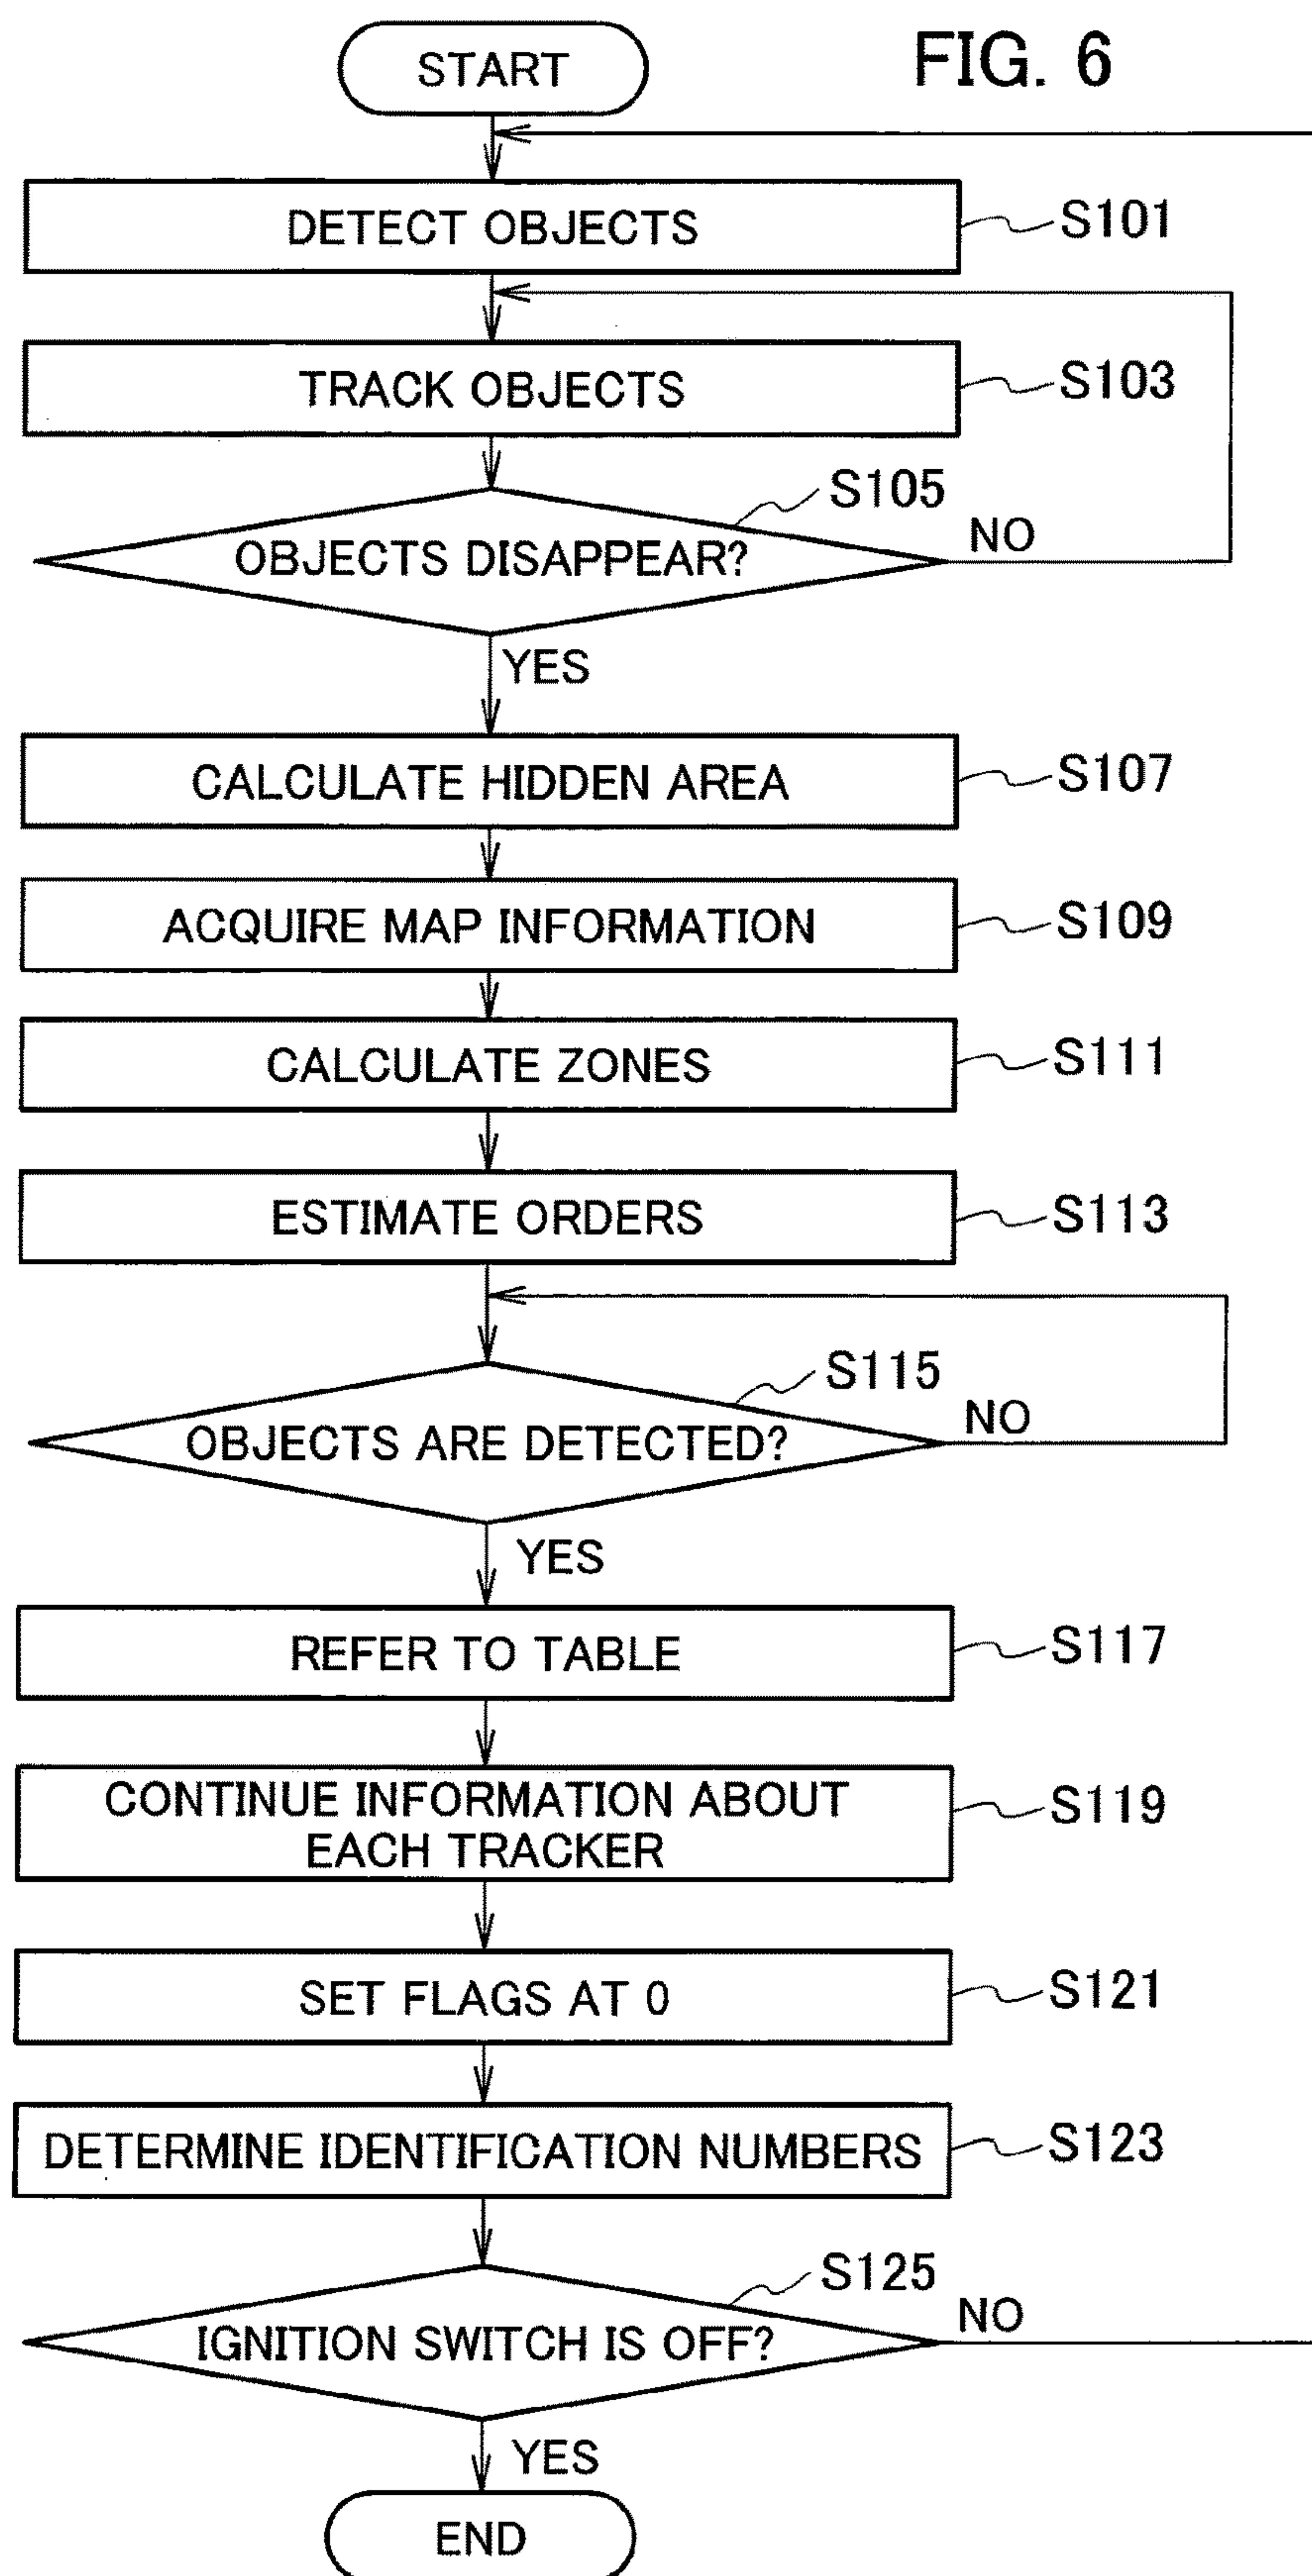 FIG. 6
START
DETECT OBJECTS
S101
TRACK OBJECTS
S103
S105
OBJECTS DISAPPEAR?
NO
YES
CALCULATE HIDDEN AREA
S107
ACQUIRE MAP INFORMATION
S109
CALCULATE ZONES
S111
ESTIMATE ORDERS
S113
S115
OBJECTS ARE DETECTED?
NO
YES
REFER TO TABLE
S117
CONTINUE INFORMATION ABOUT
EACH TRACKER
S119
SET FLAGS AT 0
S121
DETERMINE IDENTIFICATION NUMBERS
S123
S125
IGNITION SWITCH IS OFF?
NO
YES
END